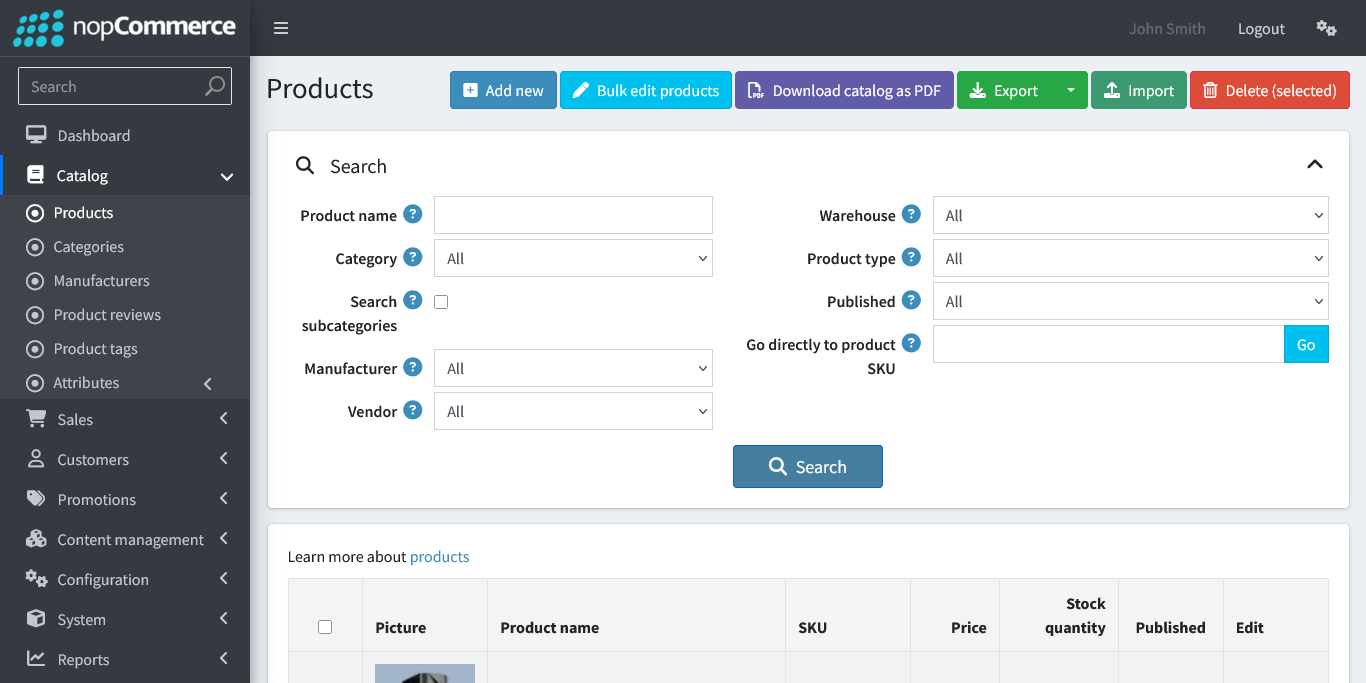 nopCommerce
John Smith
Logout
Search
Dashboard
Catalog
Products
Categories
Manufacturers
Product reviews
Product tags
Attributes
Sales
Customers
Promotions
Content management
Configuration
System
Reports
Products
Add new
Bulk edit products
PDF
Download catalog as PDF
Export
Import
Delete (selected)
Search
Product name ?
Category ? All
Search ?
subcategories
Manufacturer ? All
Vendor ? All
Warehouse ? All
Product type ? All
Published ? All
Go directly to product ?
SKU
Go
Search
Learn more about products
Picture
Product name
SKU
Price
Stock
quantity
Published
Edit